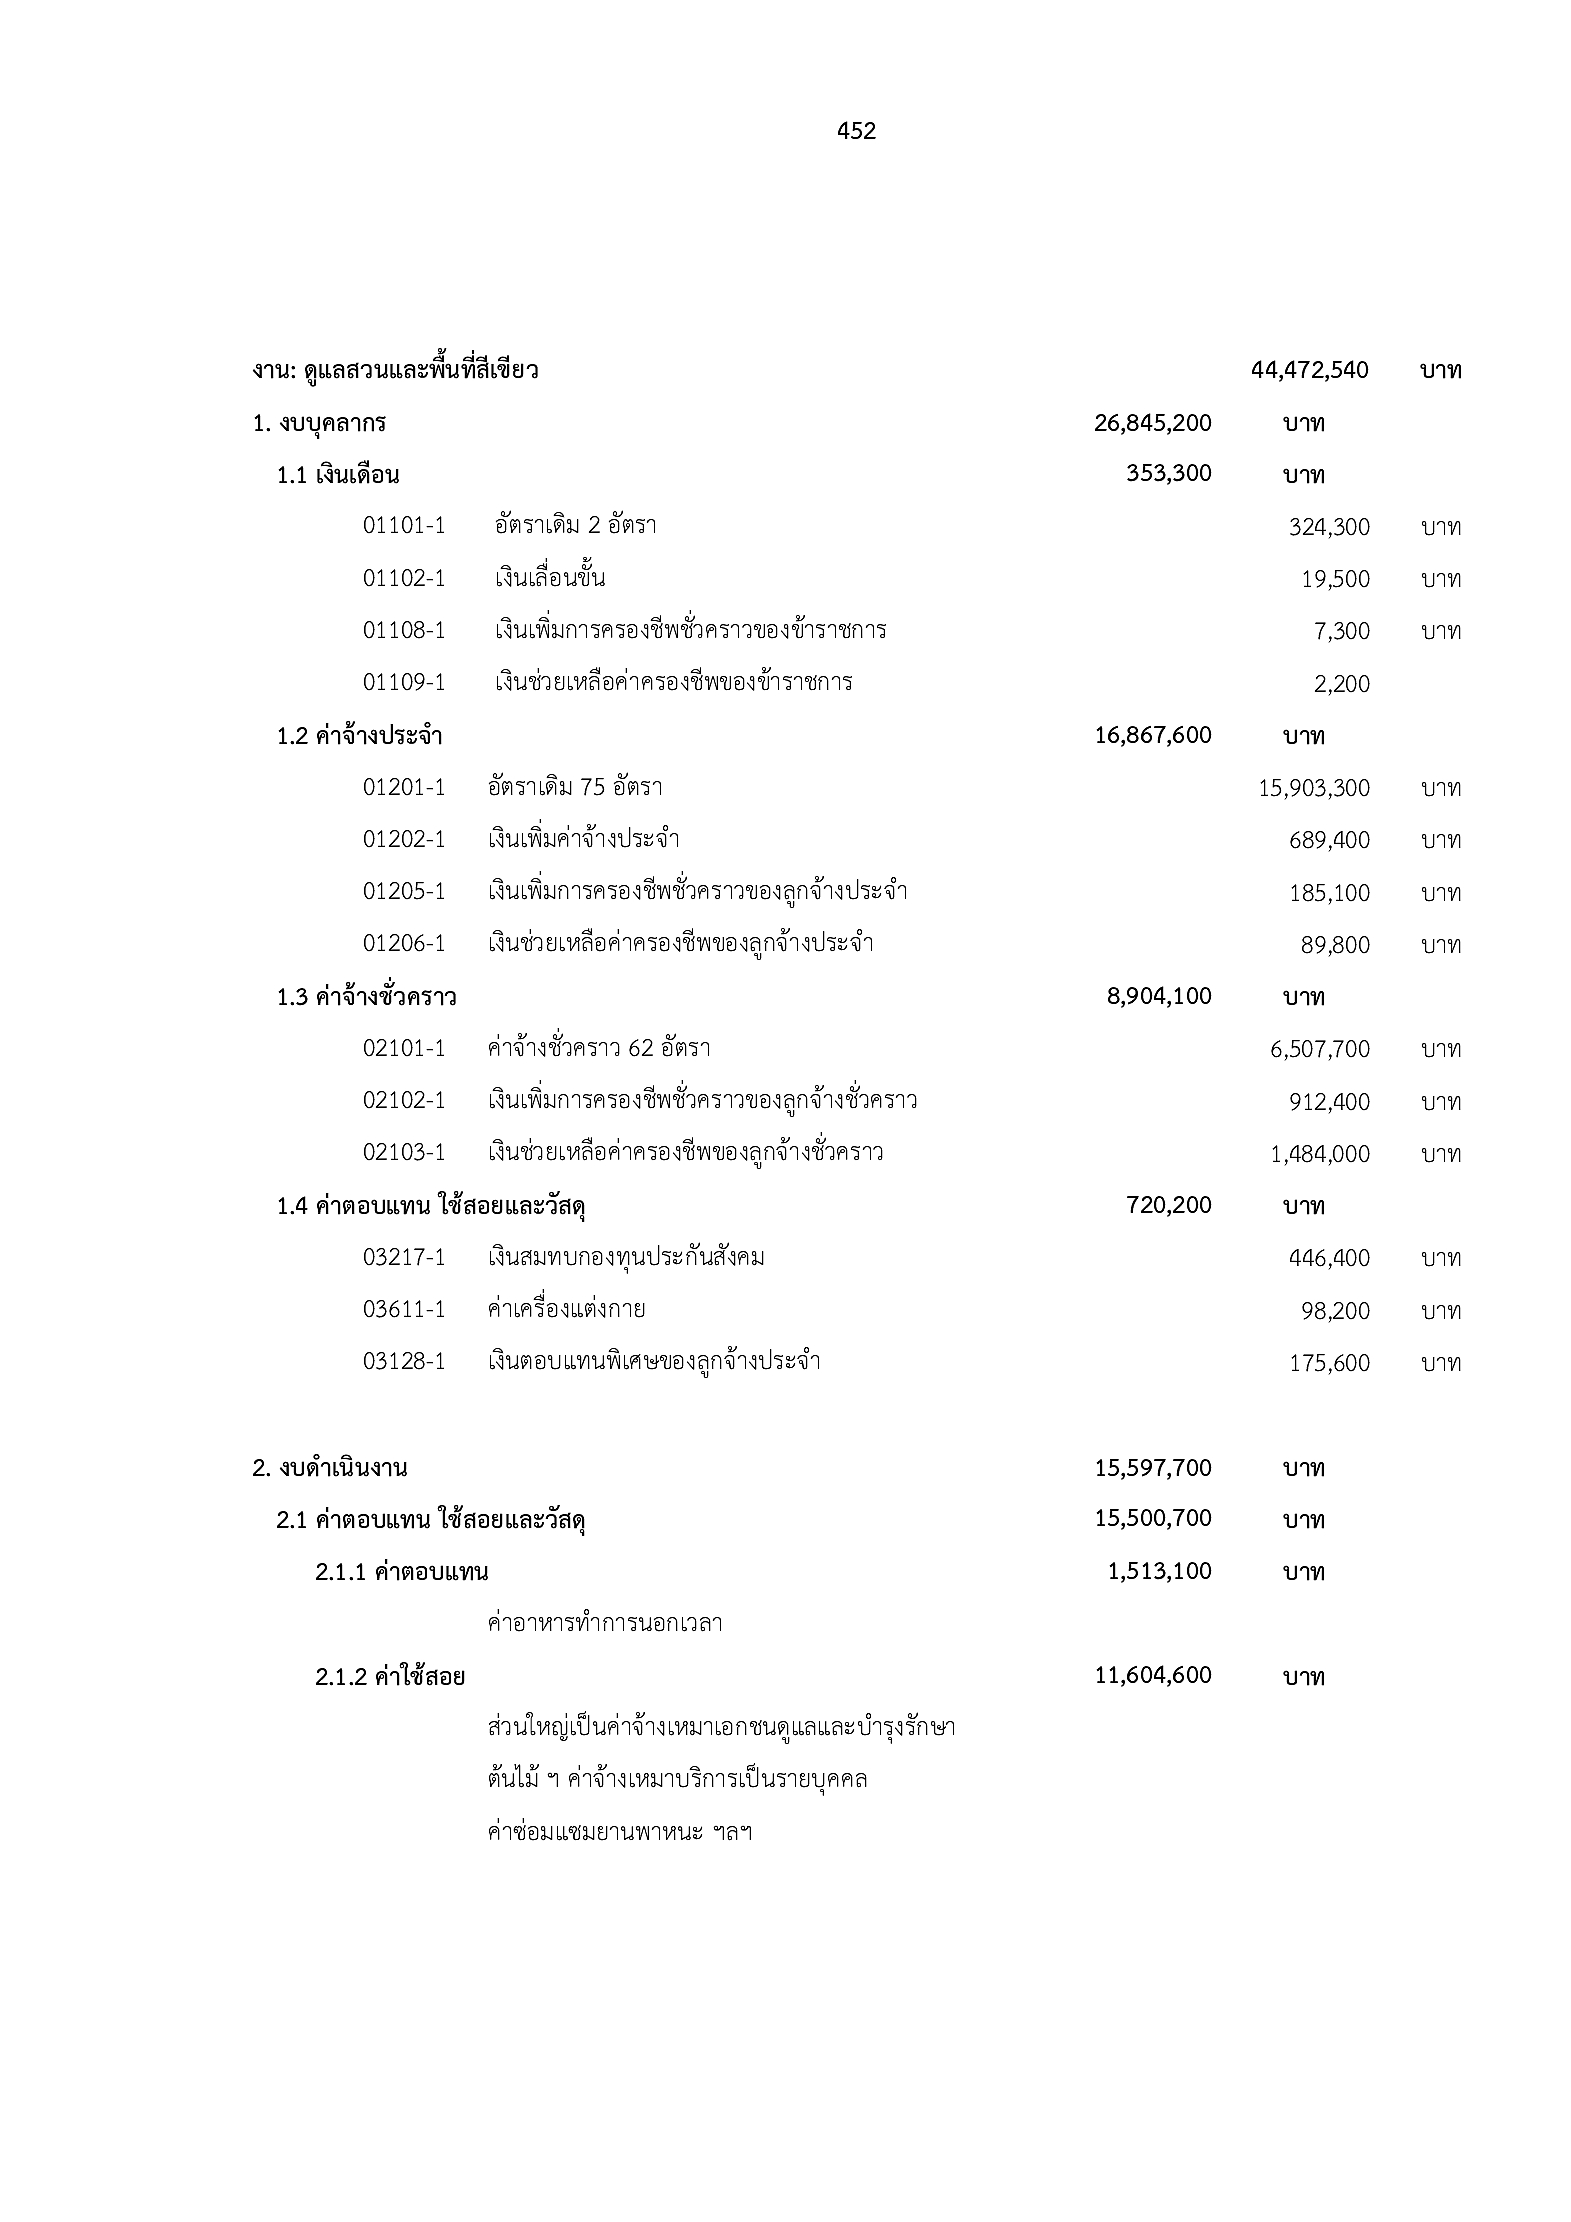 452
งาน: ดูแลสวนและพื้นที่สีเขียว 44,472,540 บาท
1. งบบุคลากร 26,845,200 บาท
1.1 เงินเดือน 353,300 บาท
01101-1 อัตราเดิม 2 อัตรา 324,300 บาท
01102-1 เงินเลื่อนขั้น 19,500 บาท
01108-1 เงินเพิ่มการครองชีพชั่วคราวของข้าราชการ 7,300 บาท
01109-1 เงินช่วยเหลือค่าครองชีพของข้าราชการ 2,200
1.2 ค่าจ้างประจำ 16,867,600 บาท
01201-1 อัตราเดิม 75 อัตรา 15,903,300 บาท
01202-1 เงินเพิ่มค่าจ้างประจำ 689,400 บาท
01205-1 เงินเพิ่มการครองชีพชั่วคราวของลูกจ้างประจำ 185,100 บาท
01206-1 เงินช่วยเหลือค่าครองชีพของลูกจ้างประจำ 89,800 บาท
1.3 ค่าจ้างชั่วคราว 8,904,100 บาท
02101-1 ค่าจ้างชั่วคราว 62 อัตรา 6,507,700 บาท
02102-1 เงินเพิ่มการครองชีพชั่วคราวของลูกจ้างชั่วคราว 912,400 บาท
02103-1 เงินช่วยเหลือค่าครองชีพของลูกจ้างชั่วคราว 1,484,000 บาท
1.4 ค่าตอบแทน ใช้สอยและวัสดุ 720,200 บาท
03217-1 เงินสมทบกองทุนประกันสังคม 446,400 บาท
03611-1 ค่าเครื่องแต่งกาย 98,200 บาท
03128-1 เงินตอบแทนพิเศษของลูกจ้างประจำ 175,600 บาท
2. งบดำเนินงาน 15,597,700 บาท
2.1 ค่าตอบแทน ใช้สอยและวัสดุ 15,500,700 บาท
2.1.1 ค่าตอบแทน 1,513,100 บาท
ค่าอาหารทำการนอกเวลา
2.1.2 ค่าใช้สอย 11,604,600 บาท
ส่วนใหญ่เป็นค่าจ้างเหมาเอกชนดูแลและบำรุงรักษา
ต้นไม้ ฯ ค่าจ้างเหมาบริการเป็นรายบุคคล
ค่าซ่อมแซมยานพาหนะ ฯลฯ